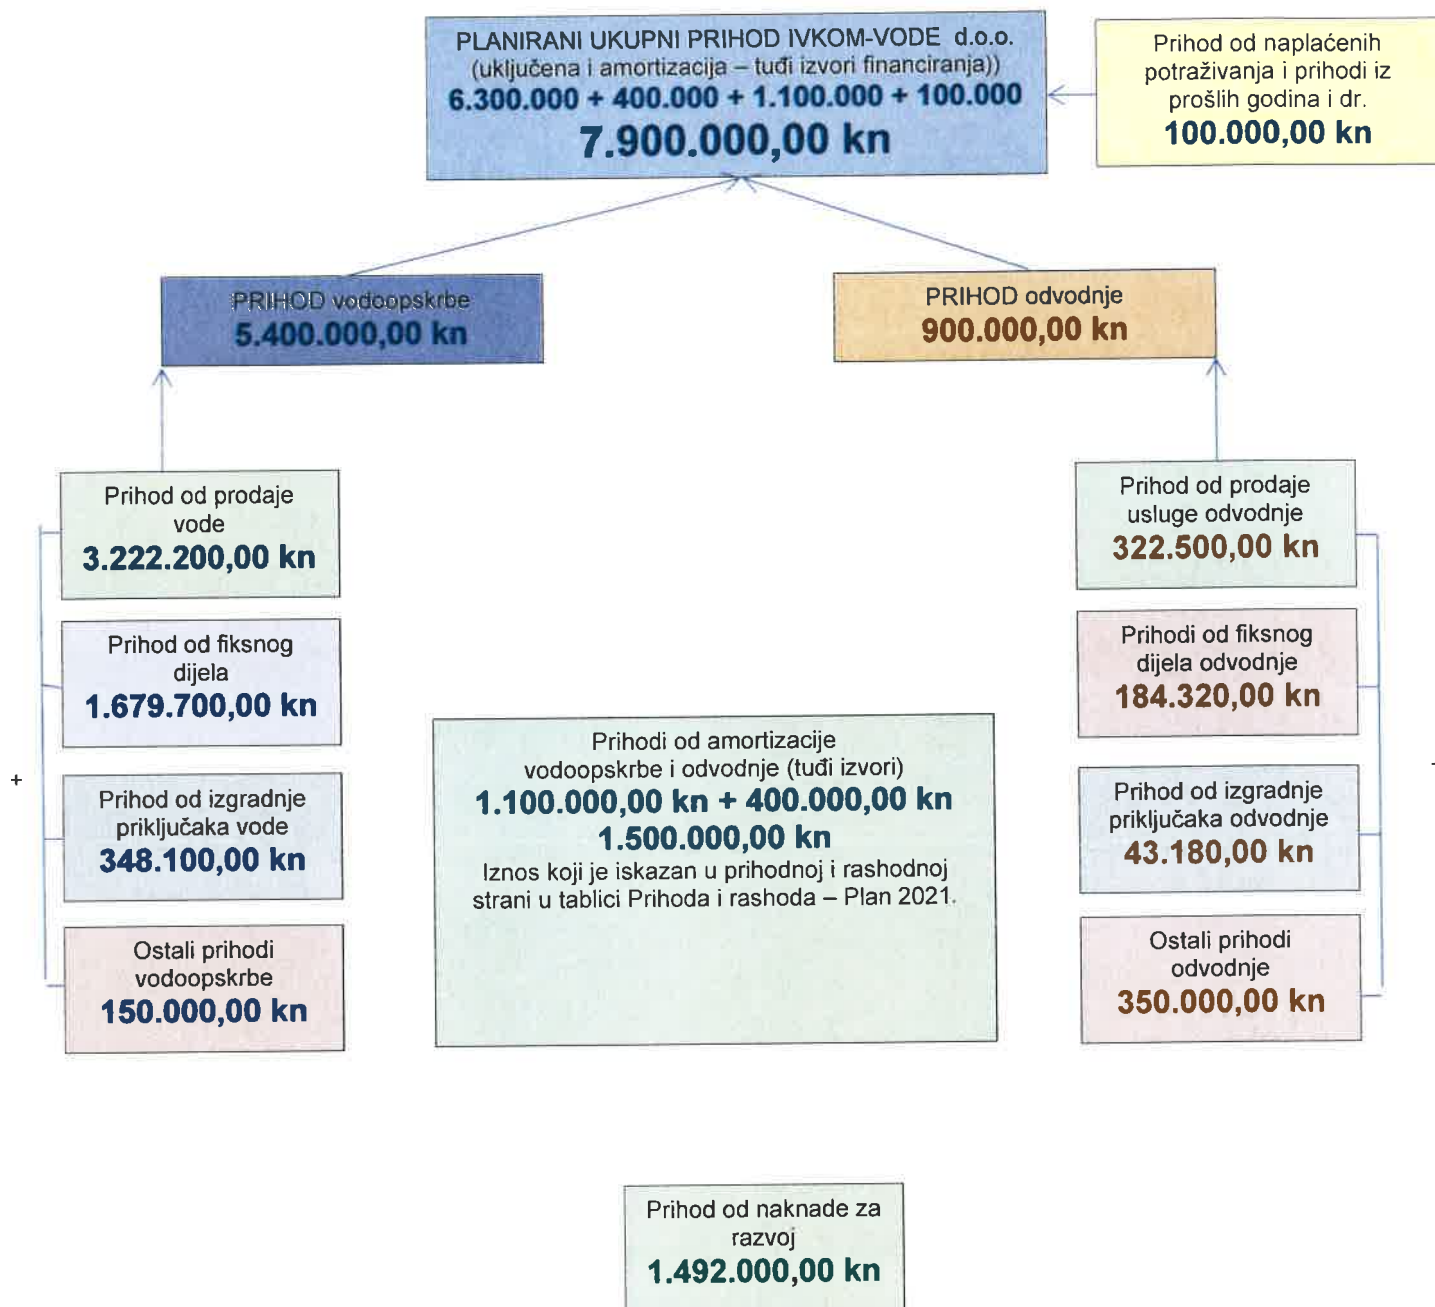 PLANIRANI UKUPNI PRIHOD IVKOM-VODE d.o.o.
(uključena i amortizacija – tuđi izvori financiranja))
6.300.000 + 400.000 + 1.100.000 + 100.000
7.900.000,00 kn
Prihod od naplaćenih
potraživanja i prihodi iz
prošlih godina i dr.
100.000,00 kn
PRIHOD vodoopskrbe
5.400.000,00 kn
PRIHOD odvodnje
900.000,00 kn
Prihod od prodaje
vode
3.222.200,00 kn
Prihod od fiksnog
dijela
1.679.700,00 kn
+
Prihod od izgradnje
priključaka vode
348.100,00 kn
Ostali prihodi
vodoopskrbe
150.000,00 kn
Prihodi od amortizacije
vodoopskrbe i odvodnje (tuđi izvori)
1.100.000,00 kn + 400.000,00 kn
1.500.000,00 kn
Iznos koji je iskazan u prihodnoj i rashodnoj
strani u tablici Prihoda i rashoda – Plan 2021.
Prihod od prodaje
usluge odvodnje
322.500,00 kn
Prihodi od fiksnog
dijela odvodnje
184.320,00 kn
Prihod od izgradnje
priključaka odvodnje
43.180,00 kn
Ostali prihodi
odvodnje
350.000,00 kn
Prihod od naknade za
razvoj
1.492.000,00 kn